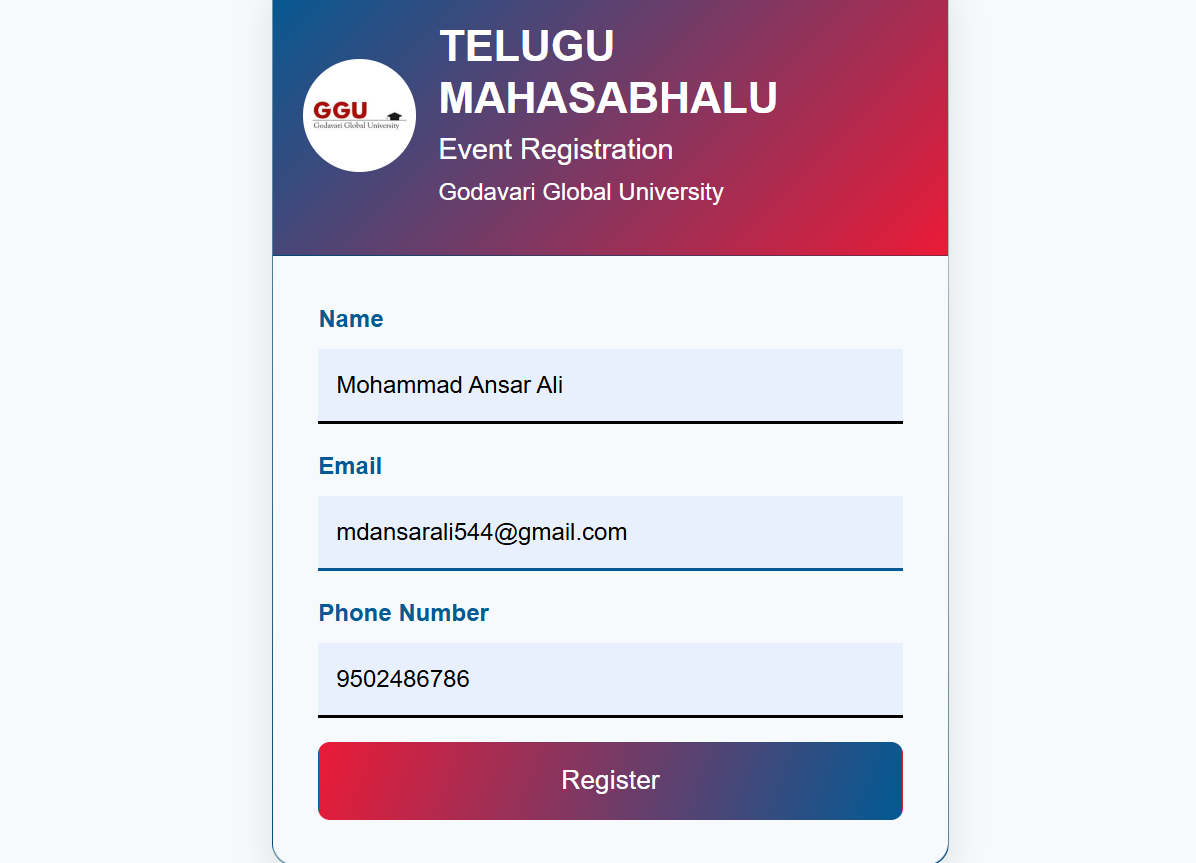 TELUGU
MAHASABHALU
GGU
Godavari Global University
Event Registration
Godavari Global University
Name
Mohammad Ansar Ali
Email
mdansarali544@gmail.com
Phone Number
9502486786
Register